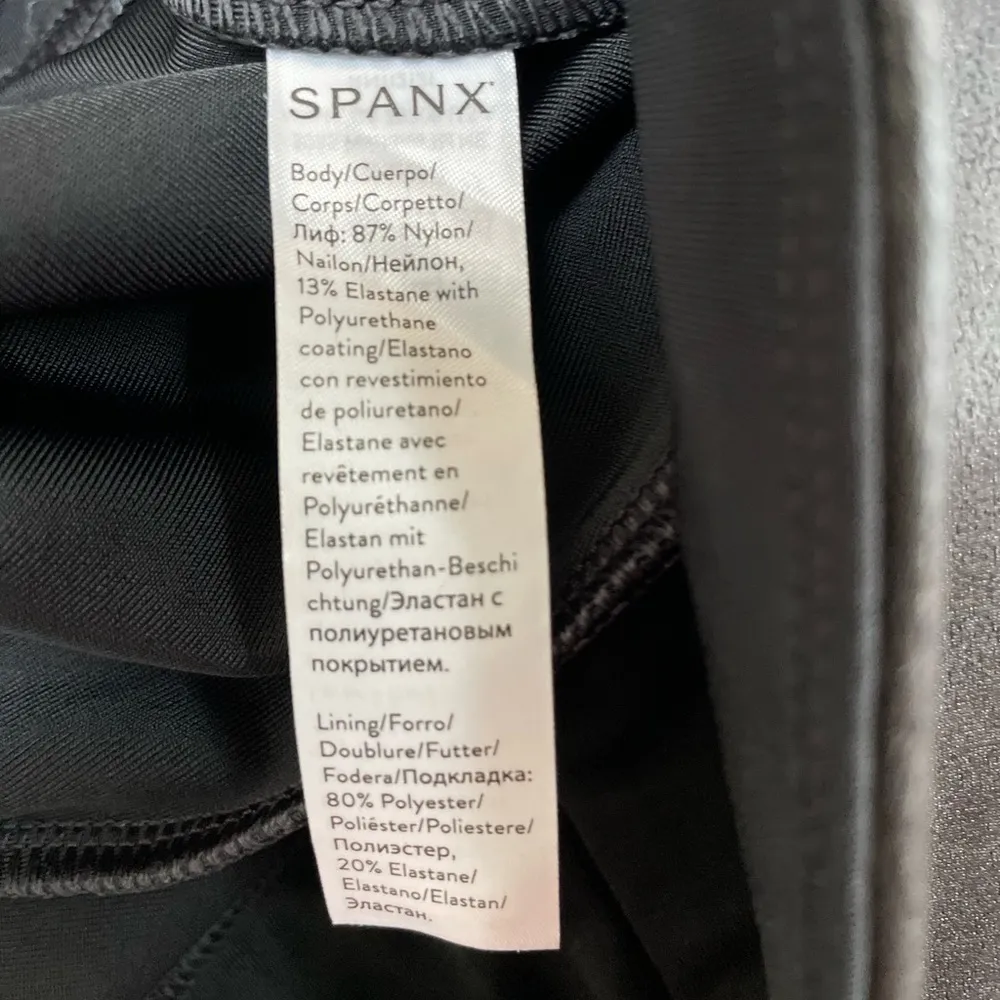 SPANX
Body/Cuerpo/
Corps/Corpetto/
Лиф: 87% Nylon/
Nailon/Нейлон,
13% Elastane with
Polyurethane
coating/Elastano
con revestimiento
de poliuretano/
Elastane avec
revêtement en
Polyuréthanne/
Elastan mit
Polyurethan-Beschi
chtung/Эластан с
полиуретановым
покрытием.
Lining/Forro/
Doublure/Futter/
Fodera/Подкладка:
80% Polyester/
Poliéster/Poliestere/
Полиэстер,
20% Elastane/
Elastano/Elastan/
Эластан.